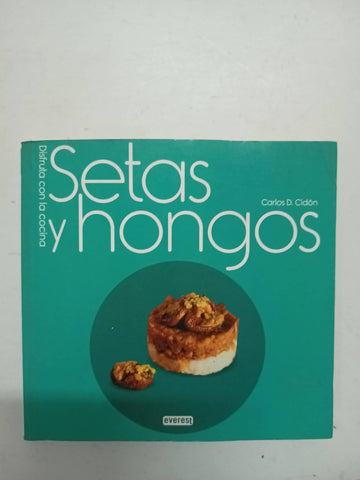 Disfruta con la cocina
Setas
y hongos
Carlos D. Cidón
everest